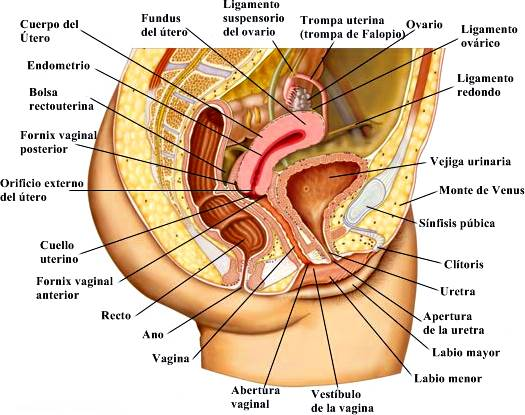 Cuerpo del
Útero
Fundus
del útero
Ligamento
suspensorio
del ovario
Trompa uterina
(trompa de Falopio)
Ovario
Ligamento
ovárico
Endometrio
Bolsa
rectouterina
Ligamento
redondo
Fornix vaginal
posterior
Vejiga urinaria
Orificio externo
del útero
Monte de Venus
Sínfisis púbica
Cuello
uterino
Clítoris
Fornix vaginal
anterior
Uretra
Recto
Apertura
de la uretra
Ano
Labio mayor
Vagina
Labio menor
Abertura
vaginal
Vestíbulo
de la vagina